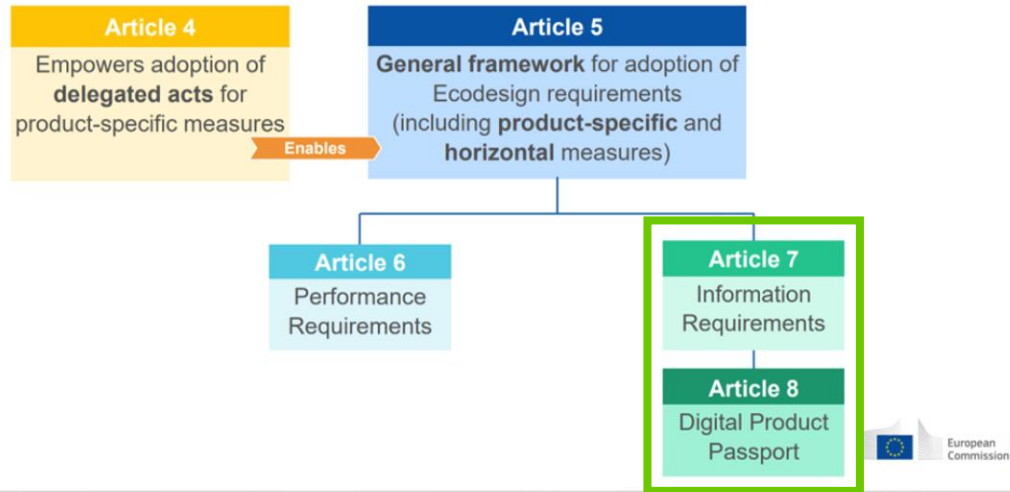 Article 4
Empowers adoption of
delegated acts for
product-specific measures
Enables
Article 5
General framework for adoption of
Ecodesign requirements
(including product-specific and
horizontal measures)
Article 6
Performance
Requirements
Article 7
Information
Requirements
Article 8
Digital Product
Passport
European
Commission